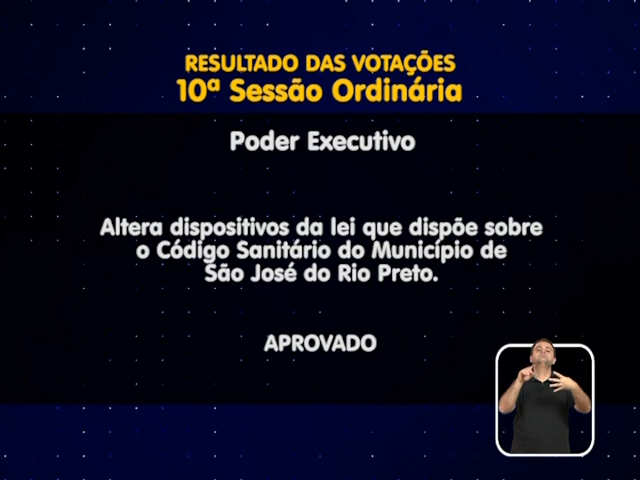 RESULTADO DAS VOTAÇÕES
10ª Sessão Ordinária
Poder Executivo
Altera dispositivos da lei que dispõe sobre
o Código Sanitário do Município de
São José do Rio Preto.
APROVADO